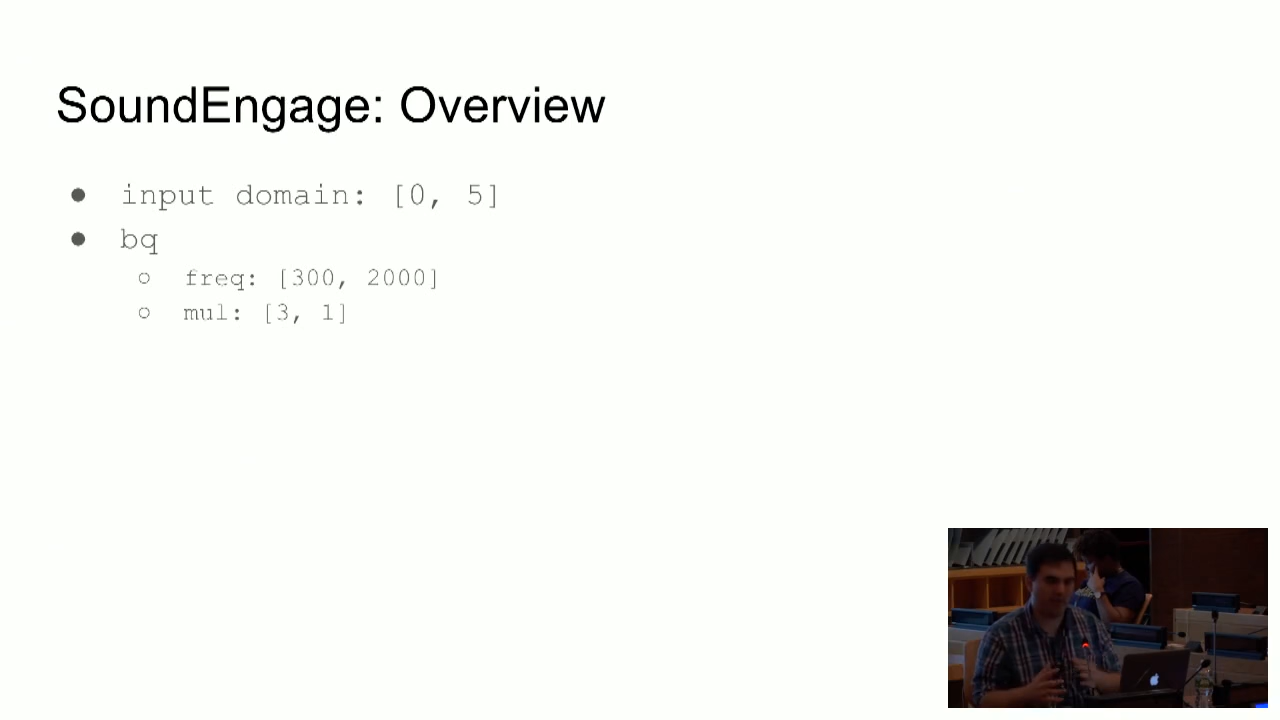 SoundEngage: Overview
● input domain: [0, 5]
● bq
○ freq: [300, 2000]
○ mul: [3, 1]